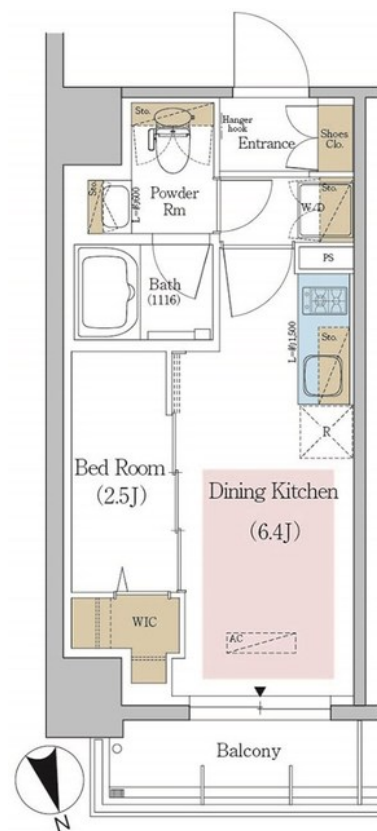 Sto.
Hanger
hook
Entrance
Shoes
Clo.
Powder
Rm
Sto.
L=約600
Sto.
W·D
PS
Bath
(1116)
L=約1,500
Sto.
R
Bed Room
(2.5J)
Dining Kitchen
(6.4J)
WIC
AC
Balcony
N